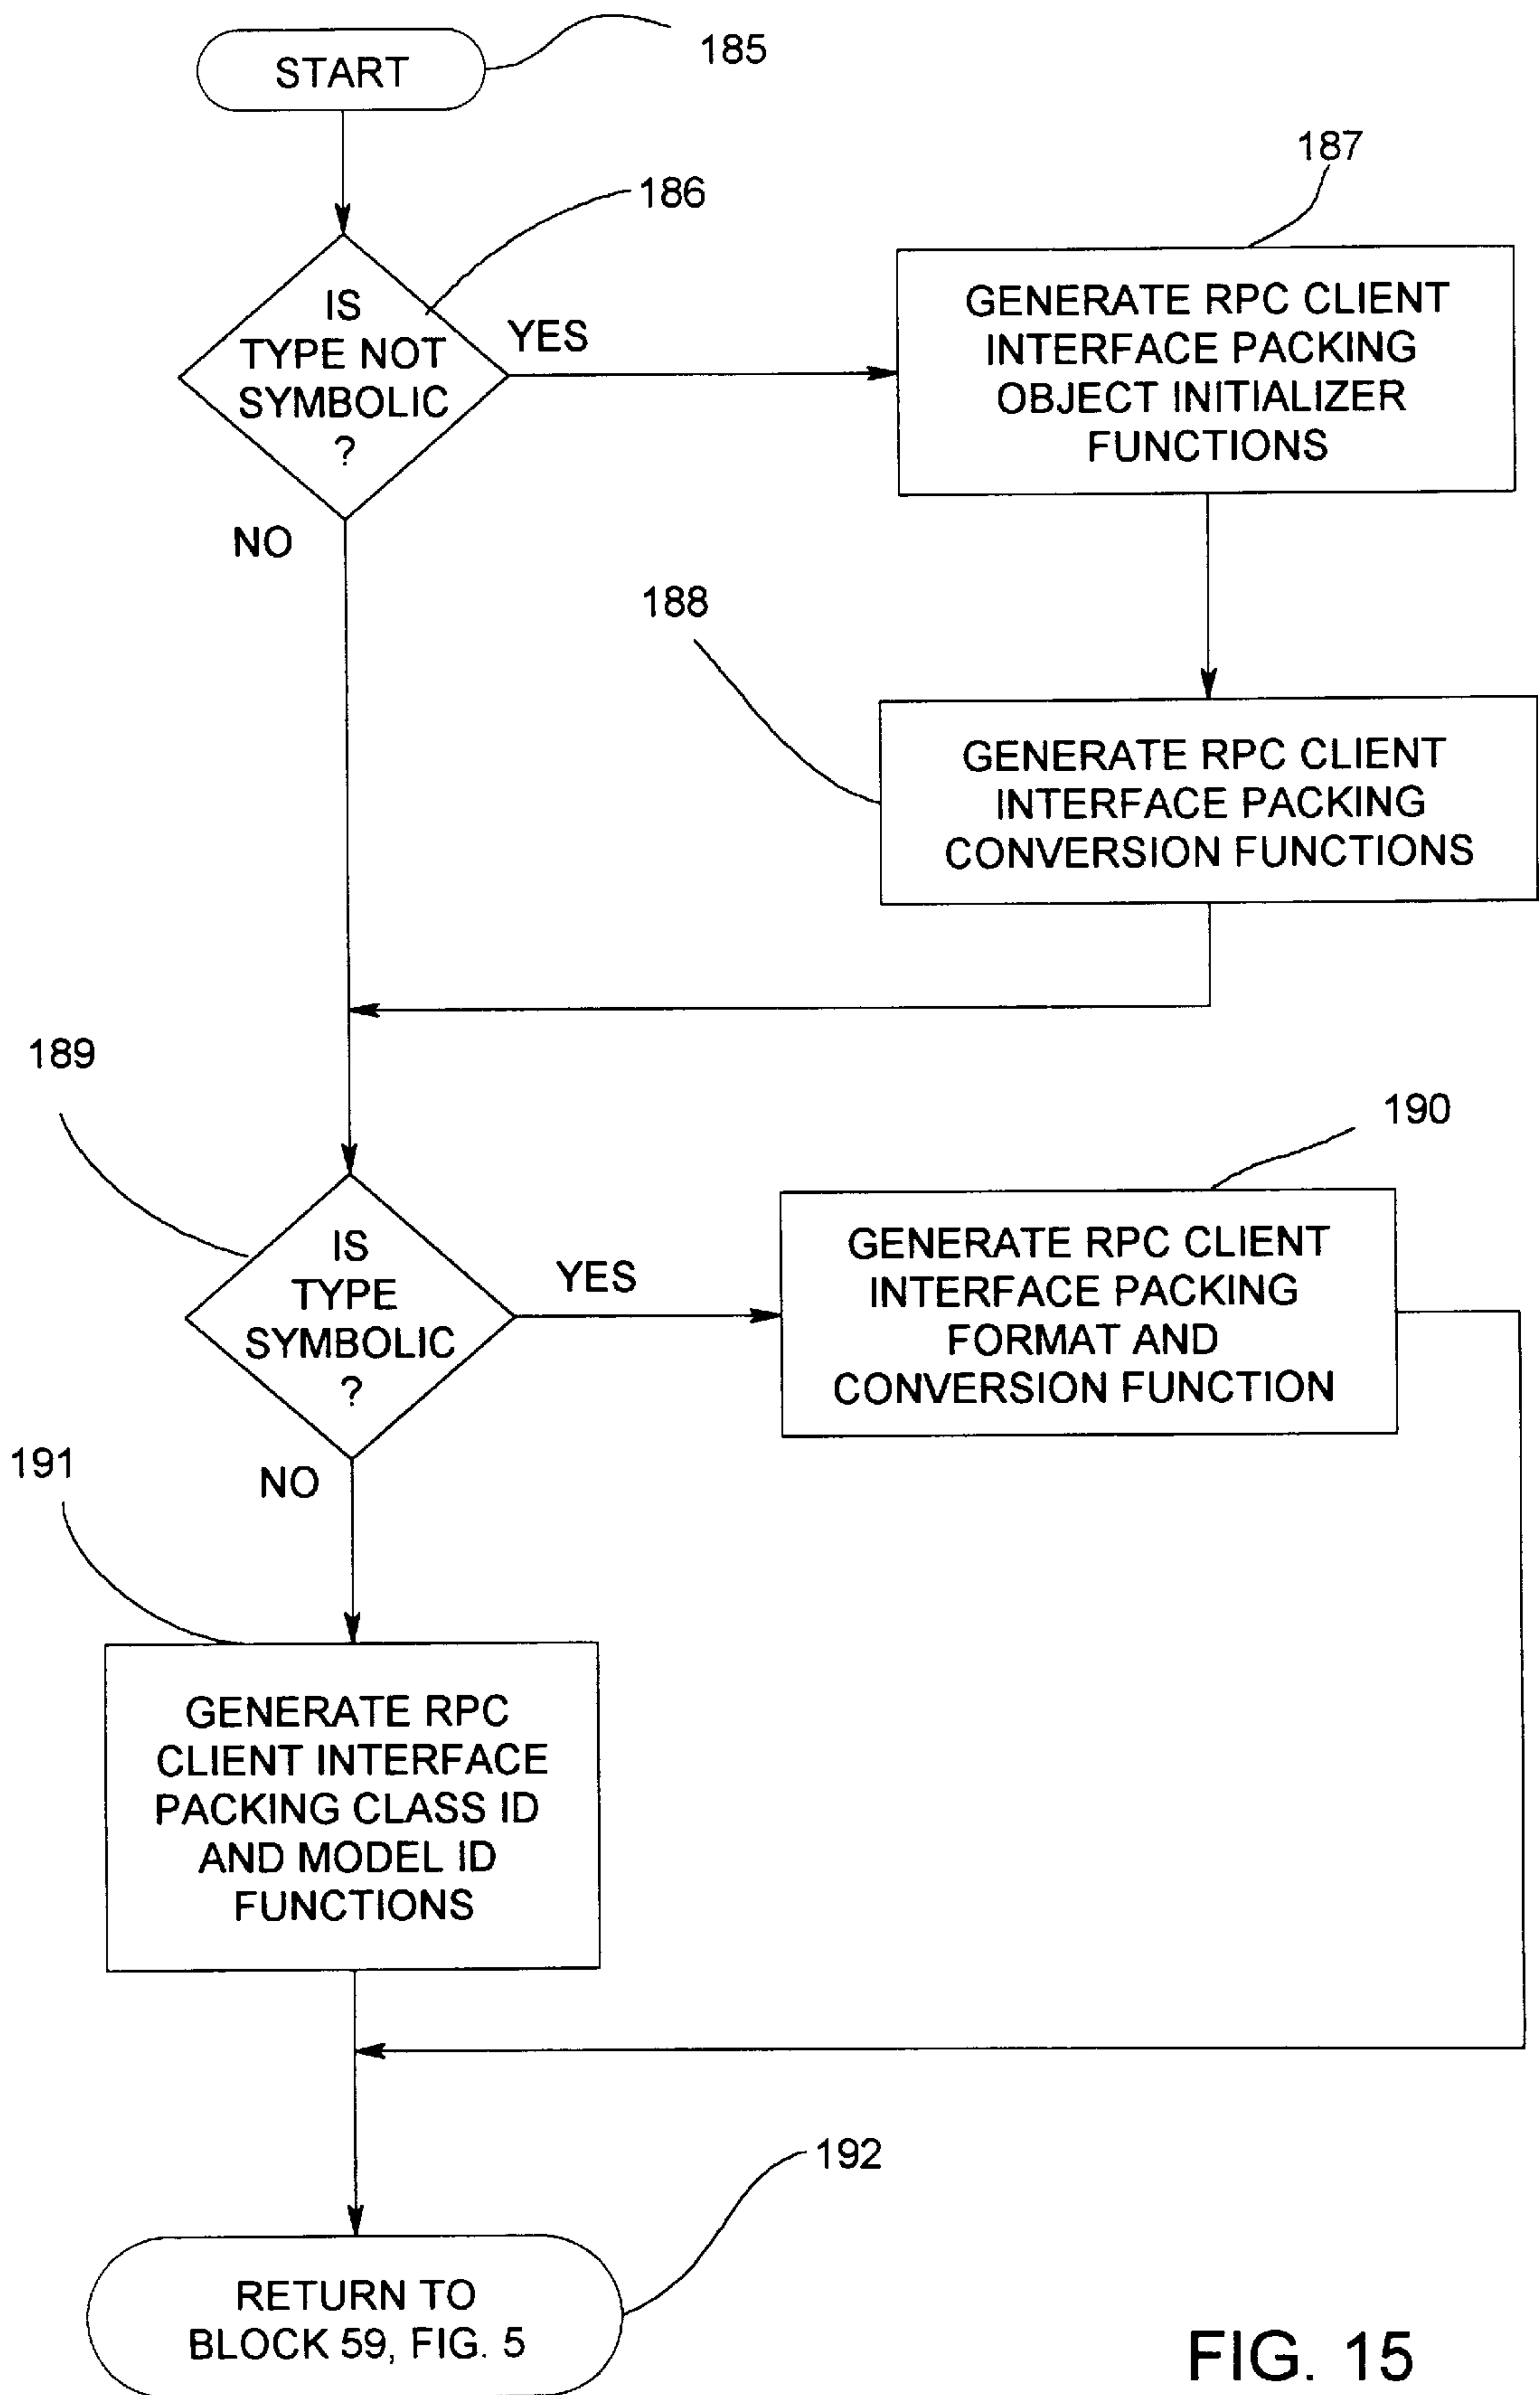 START
185
186
187
IS
TYPE NOT
SYMBOLIC
?
YES
NO
GENERATE RPC CLIENT
INTERFACE PACKING
OBJECT INITIALIZER
FUNCTIONS
188
GENERATE RPC CLIENT
INTERFACE PACKING
CONVERSION FUNCTIONS
189
190
IS
TYPE
SYMBOLIC
?
YES
NO
GENERATE RPC CLIENT
INTERFACE PACKING
FORMAT AND
CONVERSION FUNCTION
191
GENERATE RPC
CLIENT INTERFACE
PACKING CLASS ID
AND MODEL ID
FUNCTIONS
192
RETURN TO
BLOCK 59, FIG. 5
FIG. 15